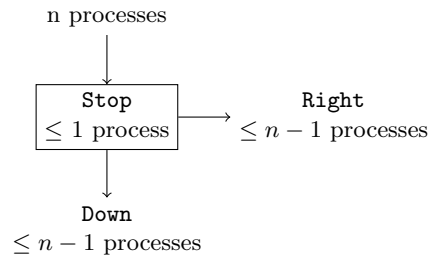 n processes
Stop
≤ 1 process
Right
≤ n − 1 processes
Down
≤ n − 1 processes